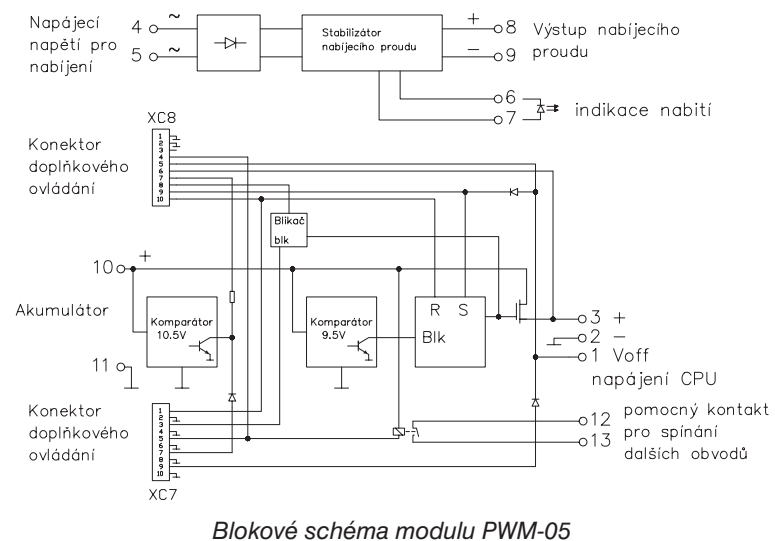 Napájecí
napětí pro
nabíjení
4 ~
5 ~
Stabilizátor
nabíjecího proudu
+ 8
− 9
Výstup nabíjecího
proudu
6
7
indikace nabití
XC8
Konektor
doplňkového
ovládání
1
2
3
4
5
6
7
8
9
10
Blikač
blk
10 +
Akumulátor
11
Komparátor
10.5V
Komparátor
9.5V
R S
Blk
3 +
2 −
1 Voff
napájení CPU
Konektor
doplňkového
ovládání
1
2
3
4
5
6
7
8
9
10
XC7
12
13
pomocný kontakt
pro spínání
dalších obvodů
Blokové schéma modulu PWM-05